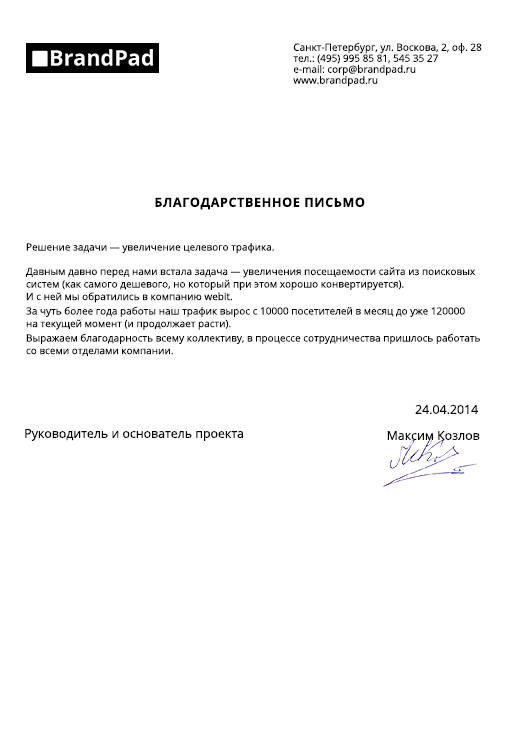 BrandPad
Санкт-Петербург, ул. Воскова, 2, оф. 28
тел.: (495) 995 85 81, 545 35 27
e-mail: corp@brandpad.ru
www.brandpad.ru
БЛАГОДАРСТВЕННОЕ ПИСЬМО
Решение задачи — увеличение целевого трафика.
Давным давно перед нами встала задача — увеличения посещаемости сайта из поисковых
систем (как самого дешевого, но который при этом хорошо конвертируется).
И с ней мы обратились в компанию webit.
За чуть более года работы наш трафик вырос с 10000 посетителей в месяц до уже 120000
на текущей момент (и продолжает расти).
Выражаем благодарность всему коллективу, в процессе сотрудничества пришлось работать
со всеми отделами компании.
24.04.2014
Руководитель и основатель проекта
Максим Козлов